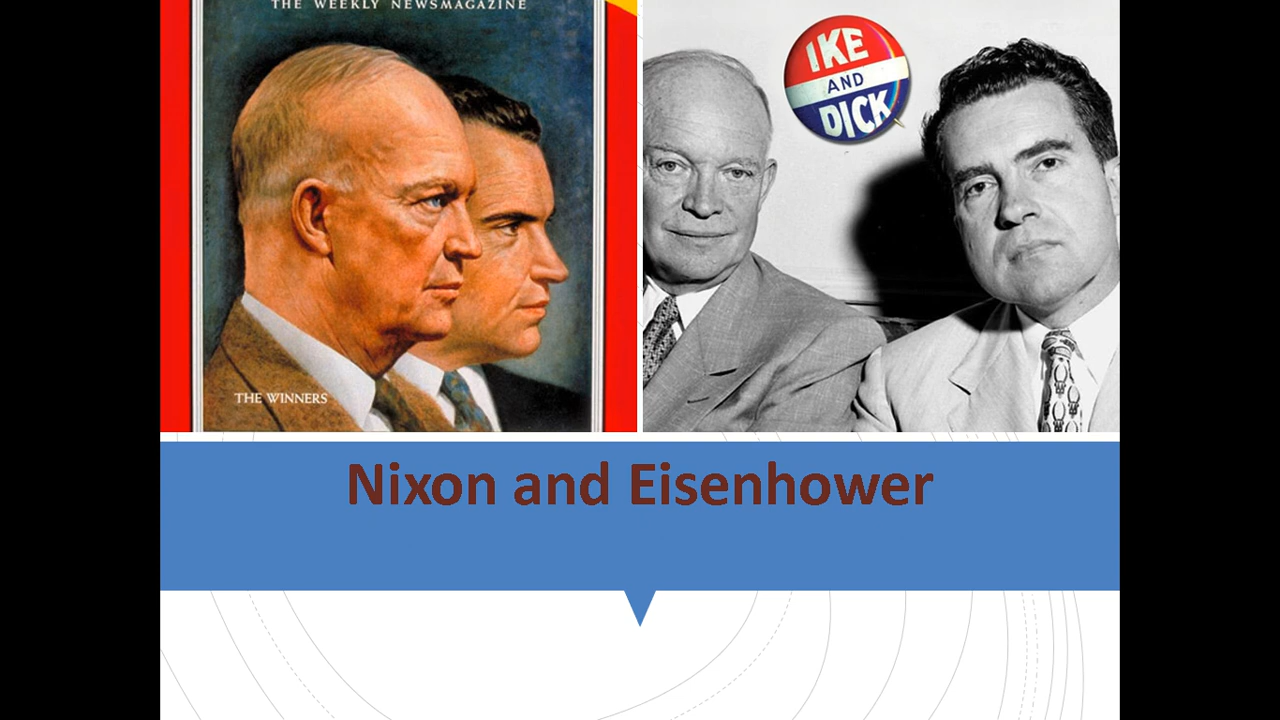 THE WEEKLY NEWSMAGAZINE
THE WINNERS
IKE
AND
DICK
Nixon and Eisenhower